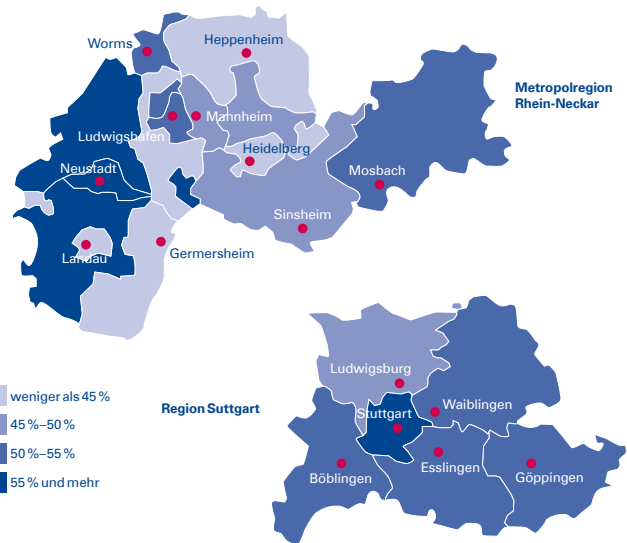 Worms
Heppenheim
Metropolregion
Rhein-Neckar
Mannheim
Ludwigshafen
Heidelberg
Neustadt
Mosbach
Sinsheim
Landau
Germersheim
Ludwigsburg
weniger als 45 %
Region Suttgart
45 %–50 %
50 %–55 %
55 % und mehr
Waiblingen
Stuttgart
Esslingen
Böblingen
Göppingen